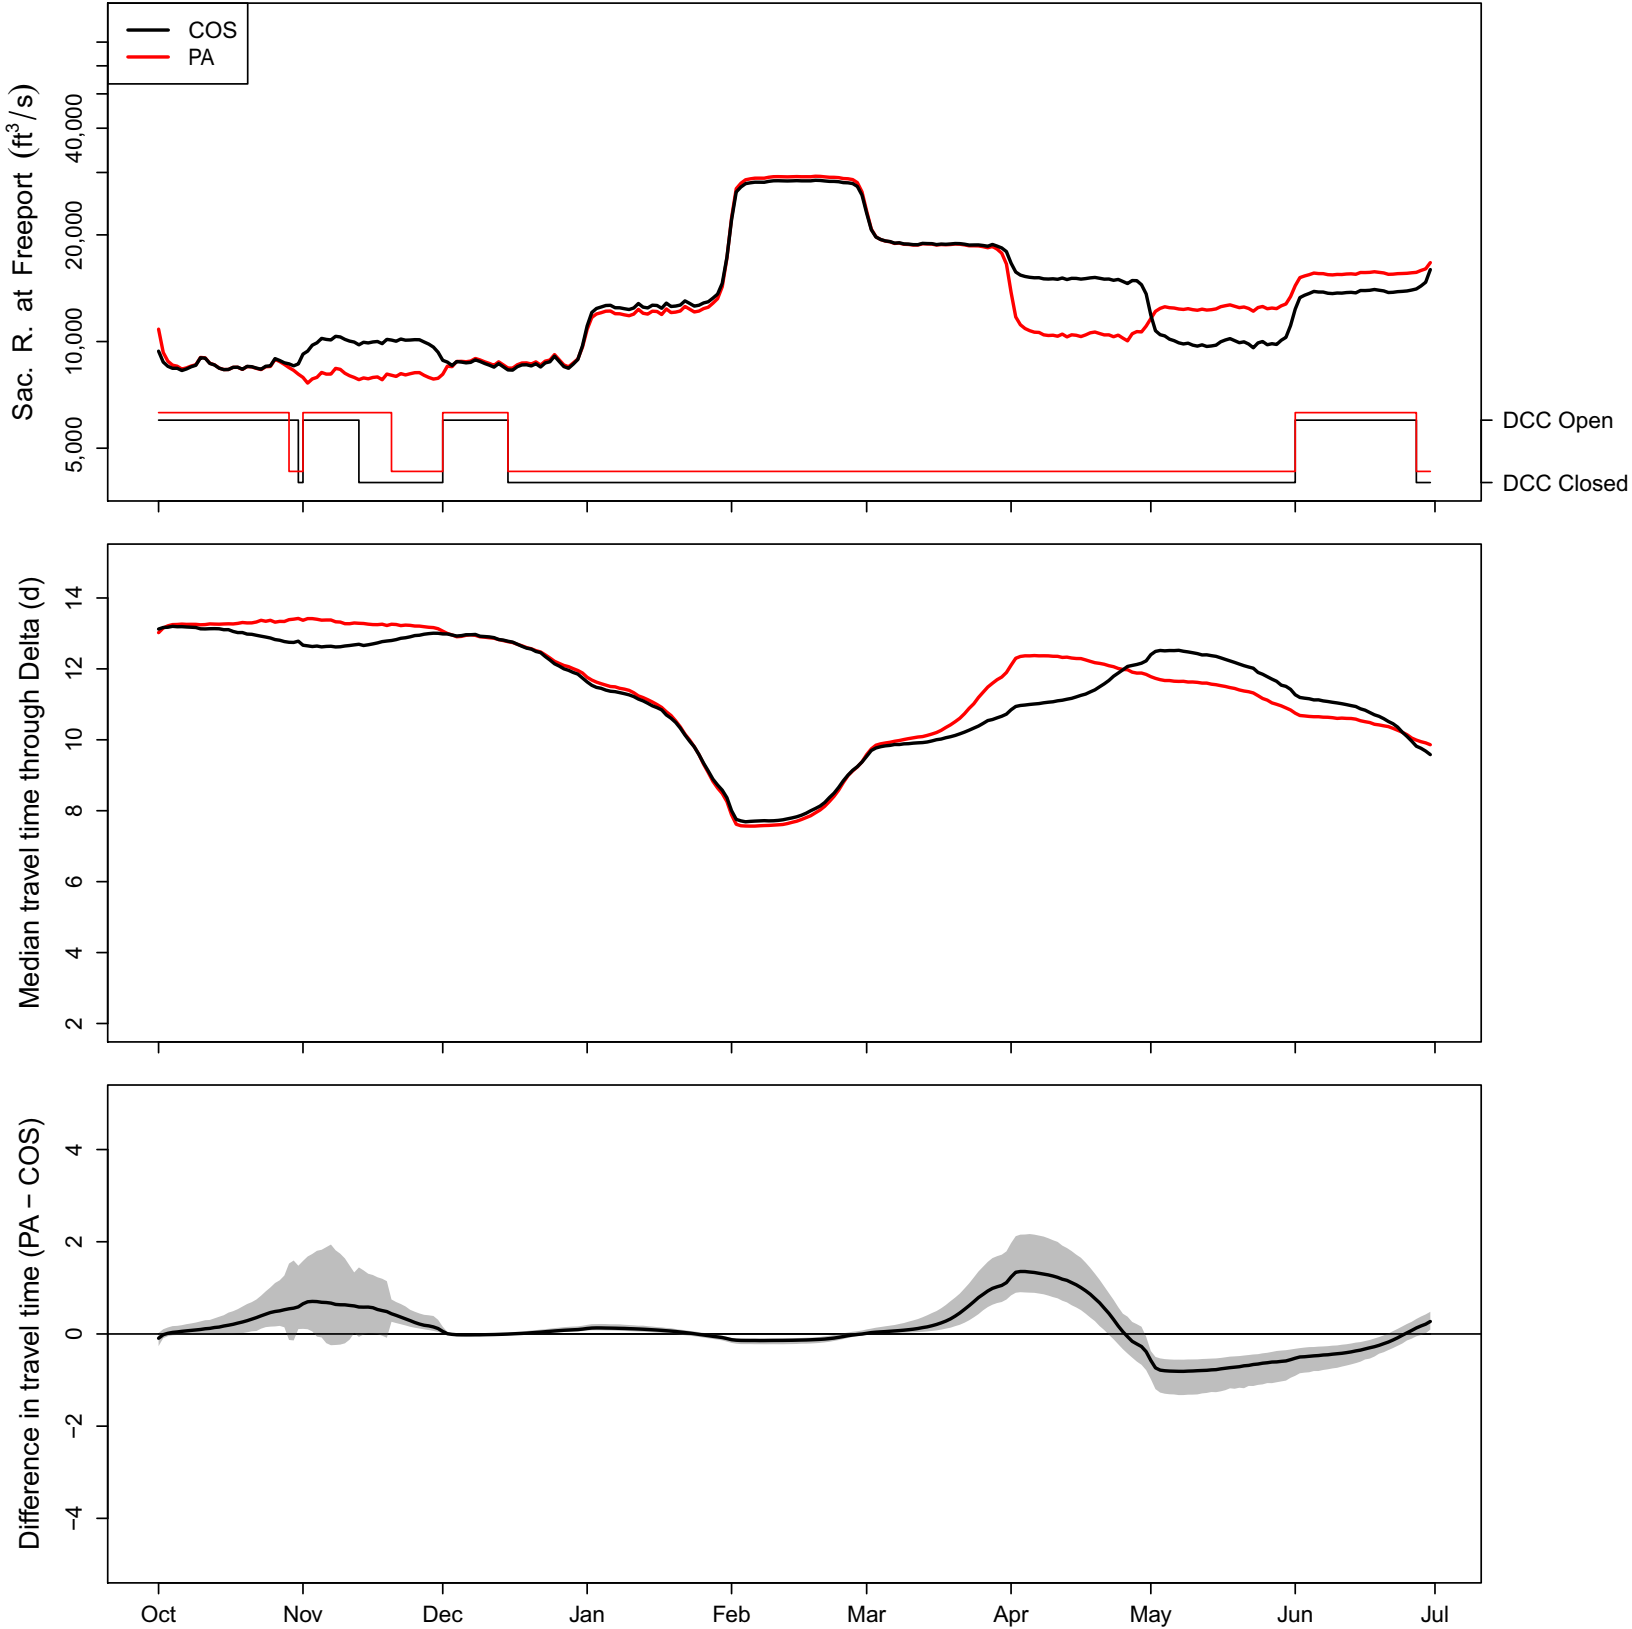 COS
PA
Sac. R. at Freeport (ft³/s)
40,000
20,000
10,000
5,000
DCC Open
DCC Closed
Median travel time through Delta (d)
14
12
10
8
6
4
2
Difference in travel time (PA − COS)
4
2
0
−2
−4
Oct Nov Dec Jan Feb Mar Apr May Jun Jul